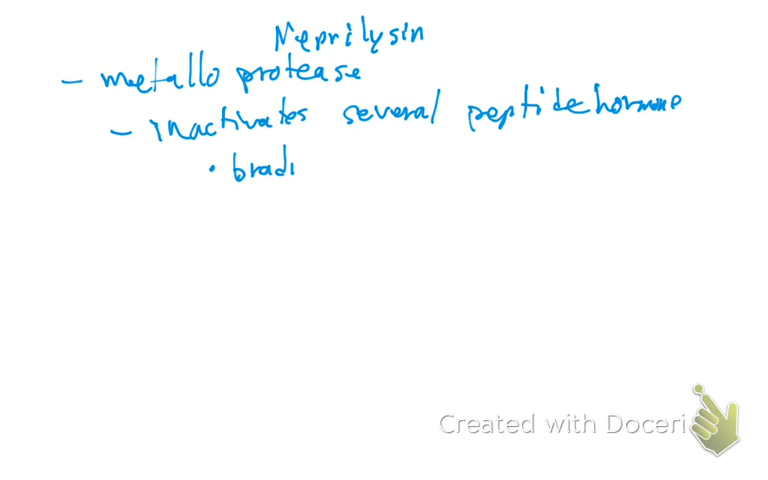 Neprilysin
- metallo protease
- inactivates several peptide hormone
• bradi
Created with Doceri